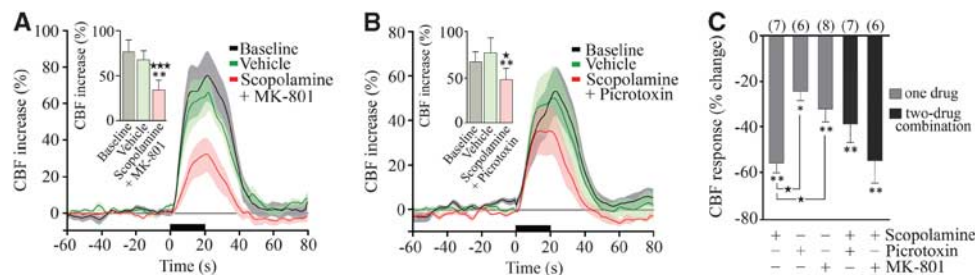 A
CBF increase (%)
100
80
60
40
20
0
-60
-40
-20
0
20
40
60
80
Time (s)
CBF increase (%)
100
50
0
★★★
**
Baseline
Vehicle
Scopolamine
+ MK-801
Baseline
Vehicle
Scopolamine
+ MK-801
B
CBF increase (%)
80
60
40
20
0
-60
-40
-20
0
20
40
60
80
Time (s)
CBF increase (%)
100
50
0
★
**
Baseline
Vehicle
Scopolamine
+ Picrotoxin
Baseline
Vehicle
Scopolamine
+ Picrotoxin
C
(7) (6) (8) (7) (6)
CBF response (% change)
0
-20
-40
-60
-80
one drug
two-drug
combination
** * ** ** **
★
★
+ - - + + Scopolamine
- + - + - Picrotoxin
- - + - + MK-801